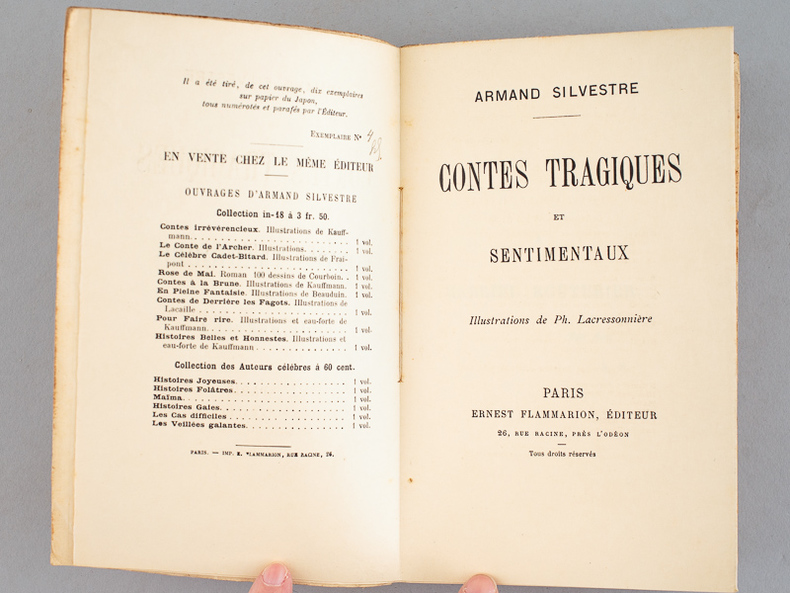 Il a été tiré, de cet ouvrage, dix exemplaires
sur papier du Japon,
tous numérotés et parafés par l'Éditeur.
EXEMPLAIRE N° 4
EN VENTE CHEZ LE MÊME ÉDITEUR
OUVRAGES D'ARMAND SILVESTRE
Collection in-18 à 3 fr. 50.
Contes irrévérencieux. Illustrations de Kauff-
mann. . . . . . . . . . . . . . . . . . . 1 vol.
Le Conte de l'Archer. Illustrations. . . . . . . 1 vol.
Le Célèbre Cadet-Bitard. Illustrations de Frai-
pont . . . . . . . . . . . . . . . . . . . 1 vol.
Rose de Mai. Roman 100 dessins de Courboin. . 1 vol.
Contes à la Brune. Illustrations de Kauffmann. 1 vol.
En Pleine Fantaisie. Illustrations de Beauduin. 1 vol.
Contes de Derrière les Fagots. Illustrations de
Lacaille . . . . . . . . . . . . . . . . . . 1 vol.
Pour Faire rire. Illustrations et eau-forte de
Kauffmann. . . . . . . . . . . . . . . . . 1 vol.
Histoires Belles et Honnestes. Illustrations et
eau-forte de Kauffmann . . . . . . . . . . . 1 vol.
Collection des Auteurs célèbres à 60 cent.
Histoires Joyeuses. . . . . . . . . . . . . . 1 vol.
Histoires Folâtres. . . . . . . . . . . . . . 1 vol.
Maïma. . . . . . . . . . . . . . . . . . . 1 vol.
Histoires Gaies. . . . . . . . . . . . . . . 1 vol.
Les Cas difficiles . . . . . . . . . . . . . . 1 vol.
Les Veillées galantes. . . . . . . . . . . . . 1 vol.
PARIS. — IMP. E. FLAMMARION, RUE RACINE, 26.
ARMAND SILVESTRE
CONTES TRAGIQUES
ET
SENTIMENTAUX
Illustrations de Ph. Lacressonnière
PARIS
ERNEST FLAMMARION, ÉDITEUR
26, RUE RACINE, PRÈS L'ODÉON
Tous droits réservés